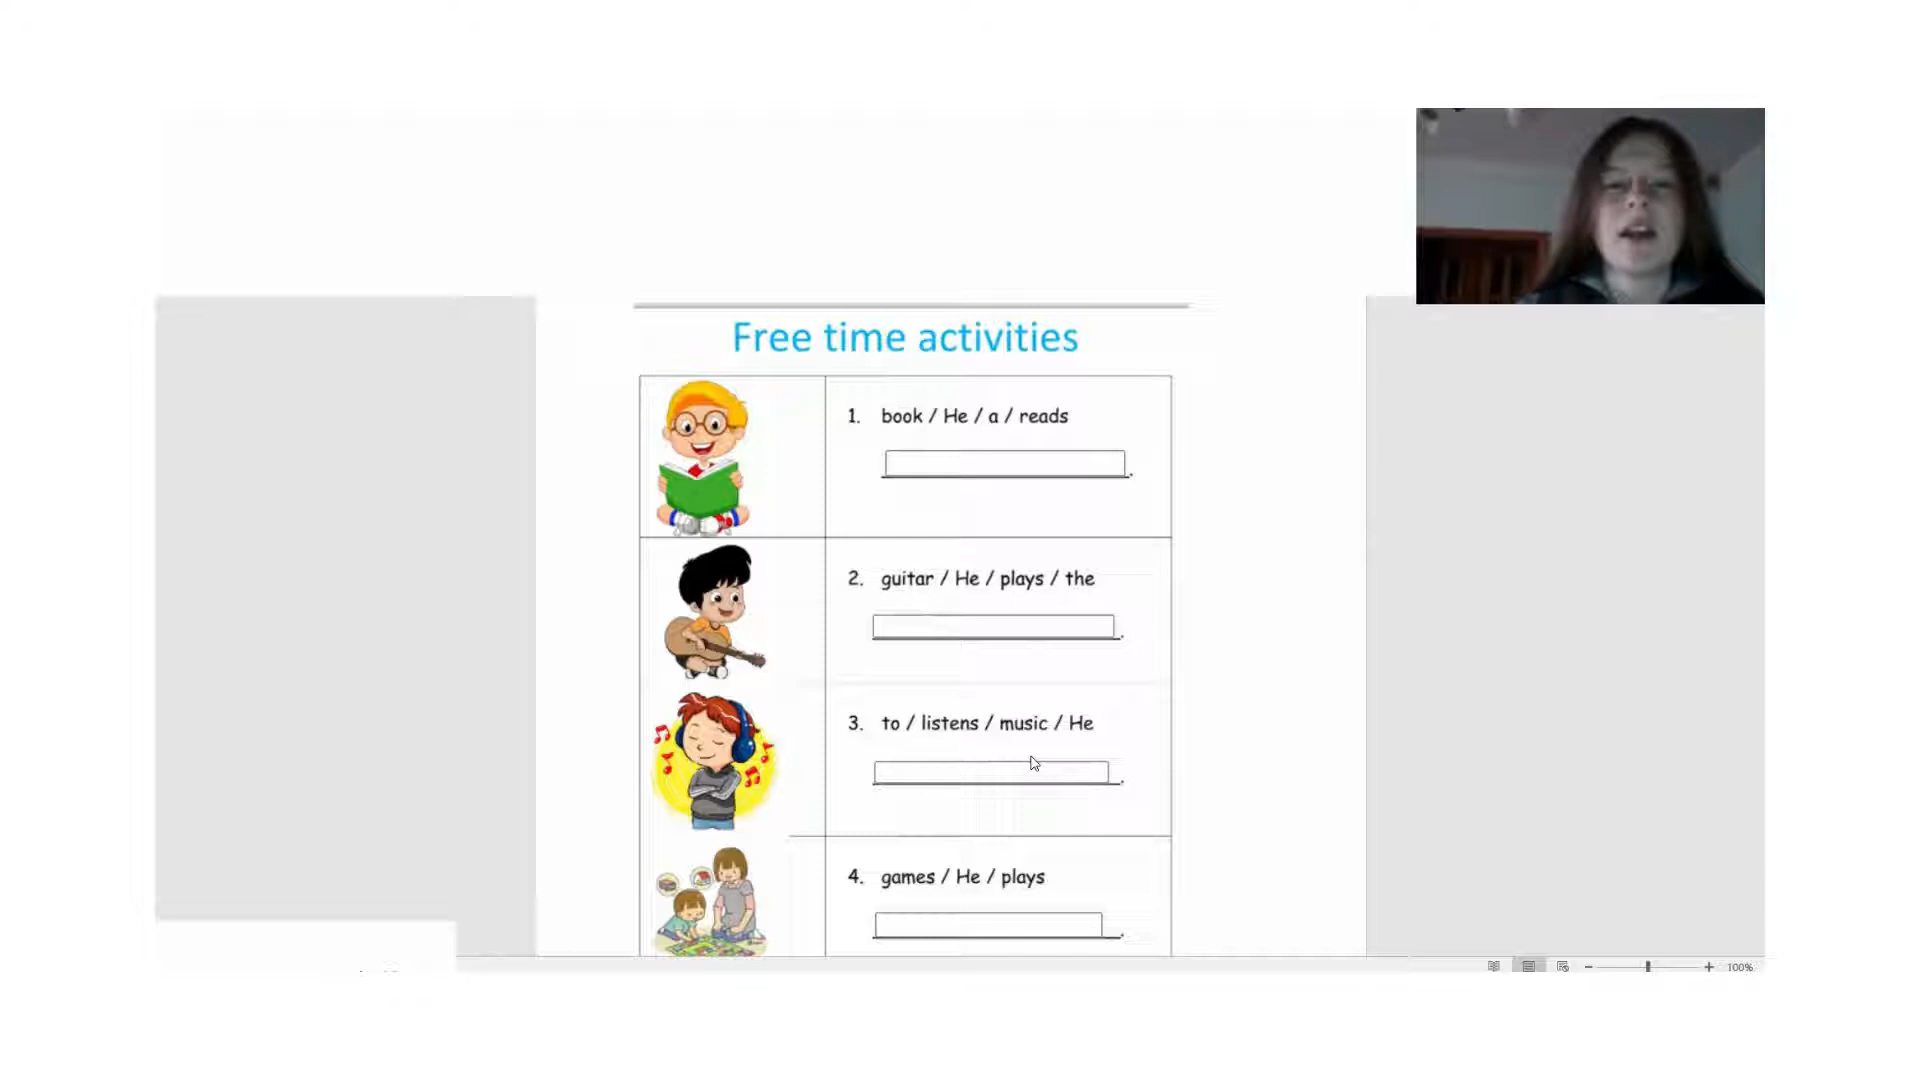 Free time activities
1. book / He / a / reads
.
2. guitar / He / plays / the
.
3. to / listens / music / He
.
4. games / He / plays
.
100%